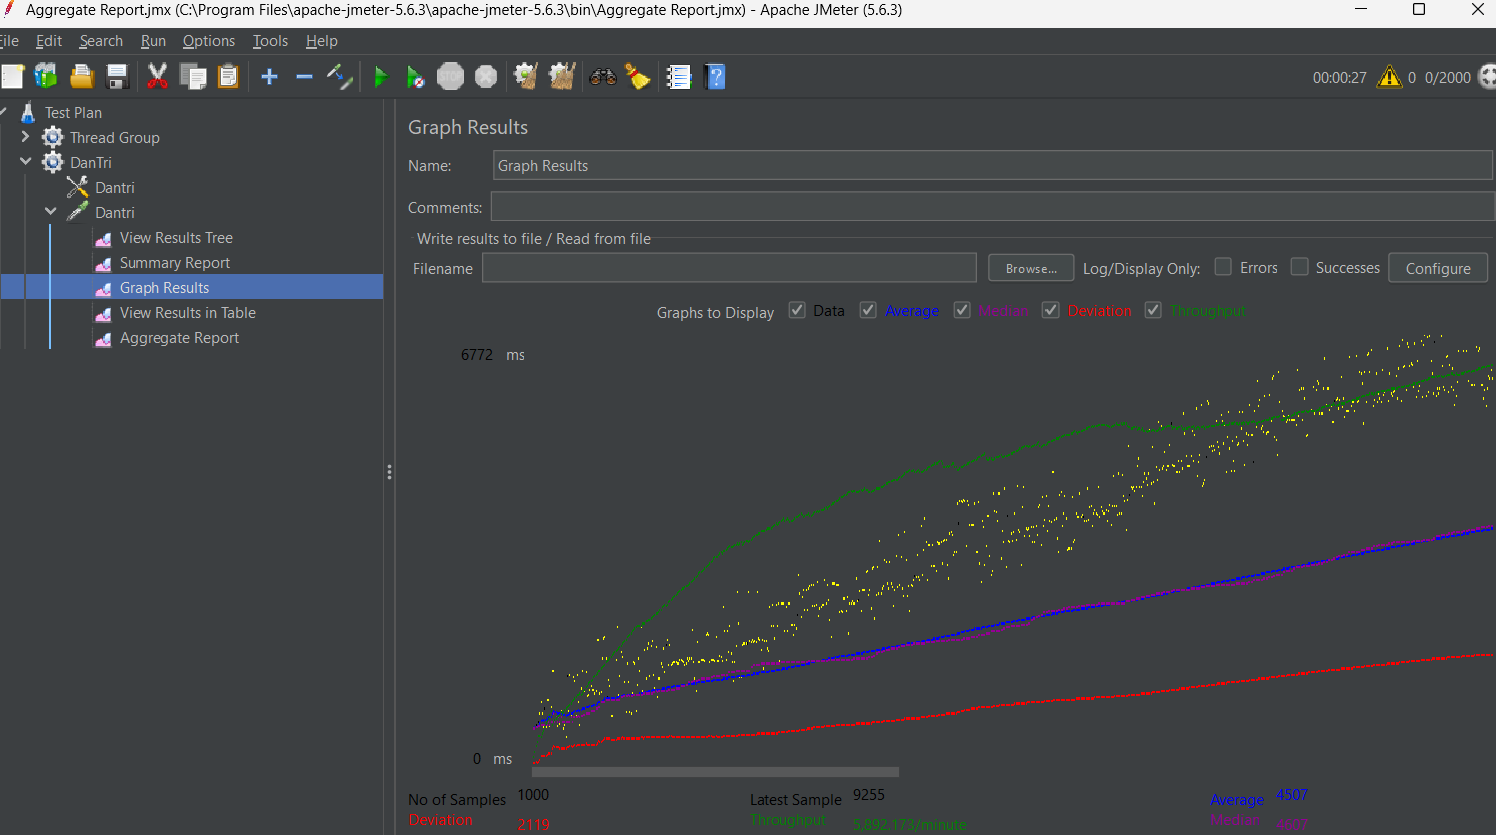 Aggregate Report.jmx (C:\Program Files\apache-jmeter-5.6.3\apache-jmeter-5.6.3\bin\Aggregate Report.jmx) - Apache JMeter (5.6.3)
File Edit Search Run Options Tools Help
STOP
00:00:27 0 0/2000
Test Plan
Thread Group
DanTri
Dantri
Dantri
View Results Tree
Summary Report
Graph Results
View Results in Table
Aggregate Report
Graph Results
Name: Graph Results
Comments:
Write results to file / Read from file
Filename Browse... Log/Display Only: Errors Successes Configure
Graphs to Display Data Average Median Deviation Throughput
6772 ms
0 ms
No of Samples 1000 Latest Sample 9255 Average 4507
Deviation 2119 Throughput 5,892.173/minute Median